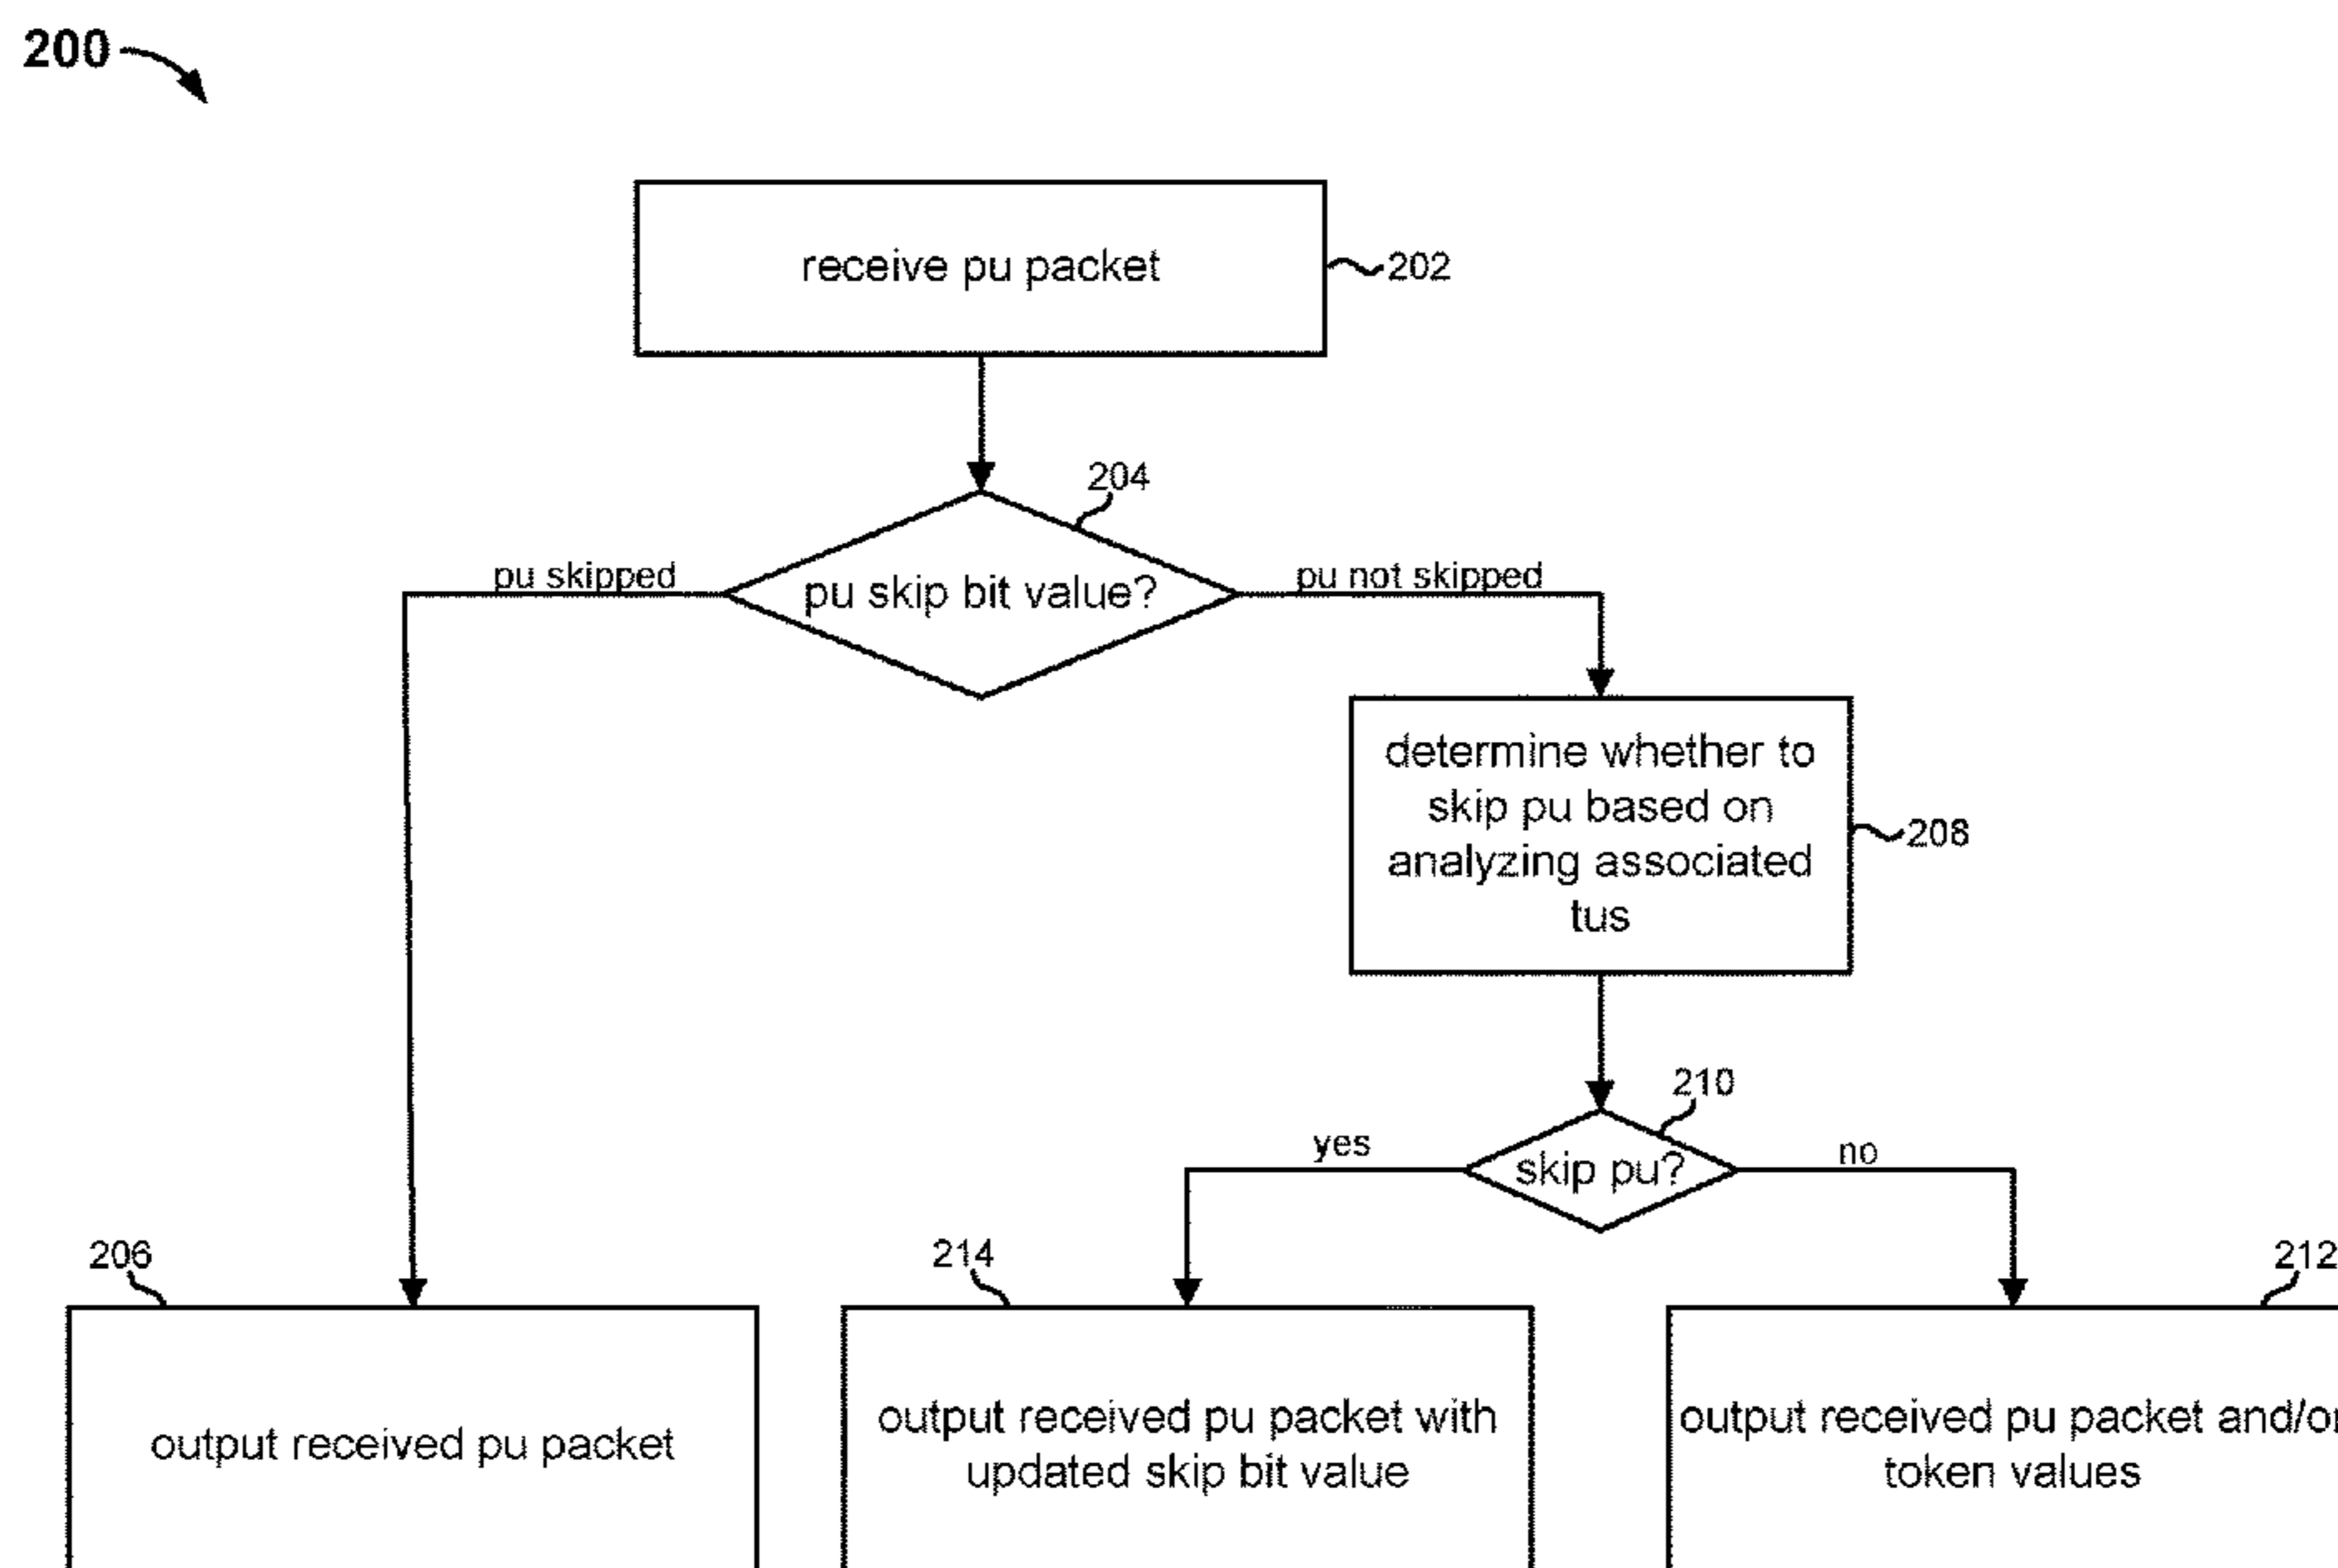 200
receive pu packet
202
204
pu skipped
pu skip bit value?
pu not skipped
determine whether to
skip pu based on
analyzing associated
tus
208
210
yes
skip pu?
no
206
214
212
output received pu packet
output received pu packet with
updated skip bit value
output received pu packet and/or
token values